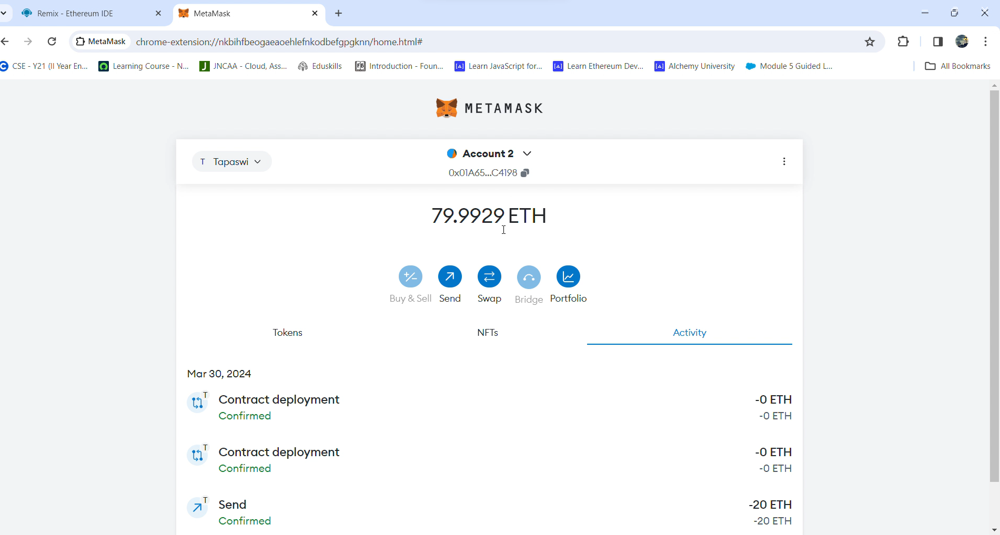 Remix - Ethereum IDE
MetaMask
MetaMask
chrome-extension://nkbihfbeogaeaoehlefnkodbefgpgknn/home.html#
CSE - Y21 (II Year En...
Learning Course - N...
J
JNCAA - Cloud, Ass...
Eduskills
FB
Introduction - Foun...
[A]
Learn JavaScript for...
[A]
Learn Ethereum Dev...
[A]
Alchemy University
Module 5 Guided L...
All Bookmarks
METAMASK
T Tapaswi
Account 2
0x01A65...C4198
79.9929 ETH
Buy & Sell
Send
Swap
Bridge
Portfolio
Tokens
NFTs
Activity
Mar 30, 2024
T
Contract deployment
-0 ETH
Confirmed
-0 ETH
T
Contract deployment
-0 ETH
Confirmed
-0 ETH
T
Send
-20 ETH
Confirmed
-20 ETH